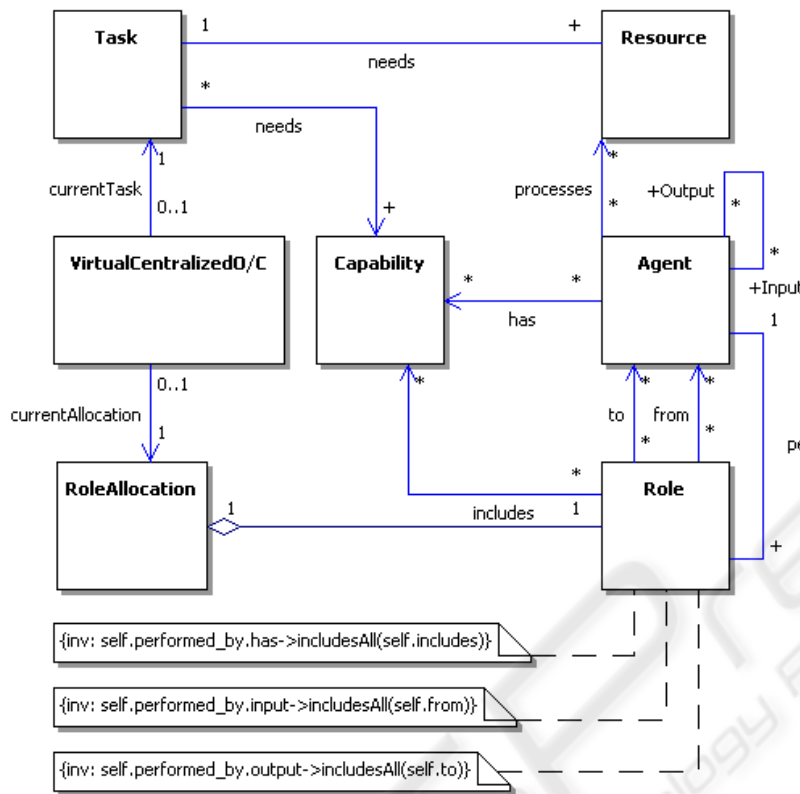 Task
1
+
Resource
needs
*
needs
1
*
currentTask
processes
+Output
*
0..1
*
+
*
VirtualCentralizedO/C
Capability
Agent
*
*
+Input
has
1
0..1
*
*
*
currentAllocation
to
from
1
*
*
RoleAllocation
*
Role
1
includes
1
+
{inv: self.performed_by.has->includesAll(self.includes)}
{inv: self.performed_by.input->includesAll(self.from)}
{inv: self.performed_by.output->includesAll(self.to)}